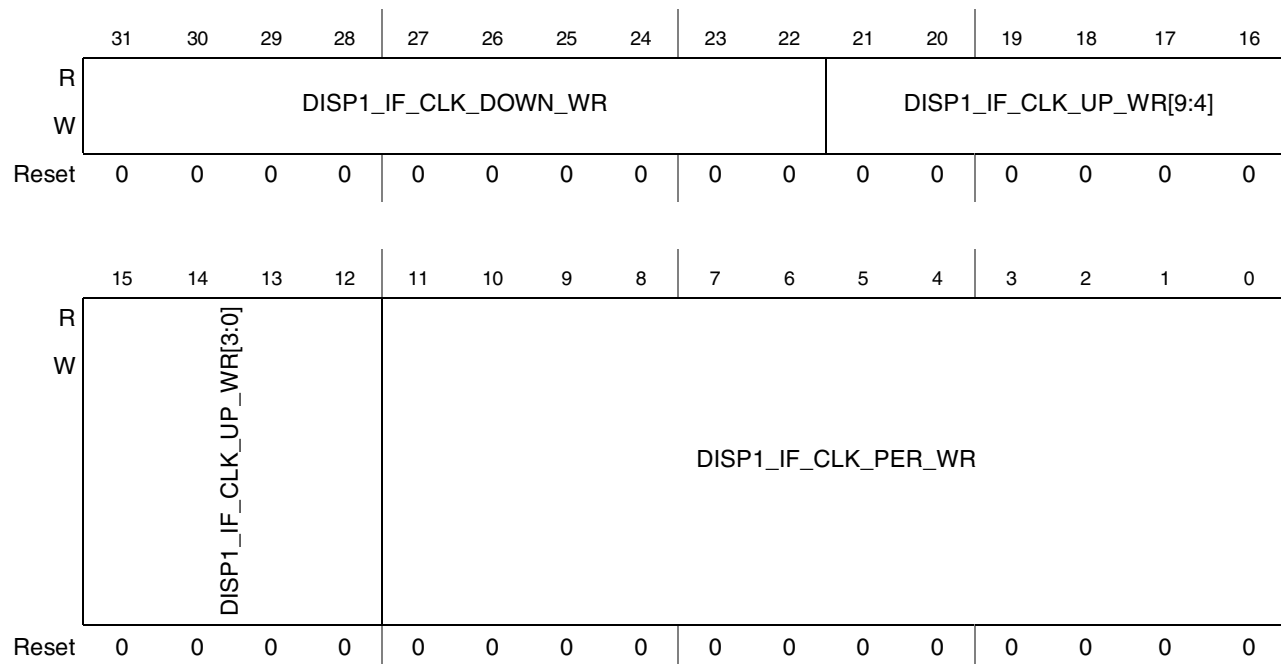 31 30 29 28 27 26 25 24 23 22 21 20 19 18 17 16
R
DISP1_IF_CLK_DOWN_WR DISP1_IF_CLK_UP_WR[9:4]
W
Reset 0 0 0 0 0 0 0 0 0 0 0 0 0 0 0 0
15 14 13 12 11 10 9 8 7 6 5 4 3 2 1 0
R
W
DISP1_IF_CLK_UP_WR[3:0]
DISP1_IF_CLK_PER_WR
Reset 0 0 0 0 0 0 0 0 0 0 0 0 0 0 0 0